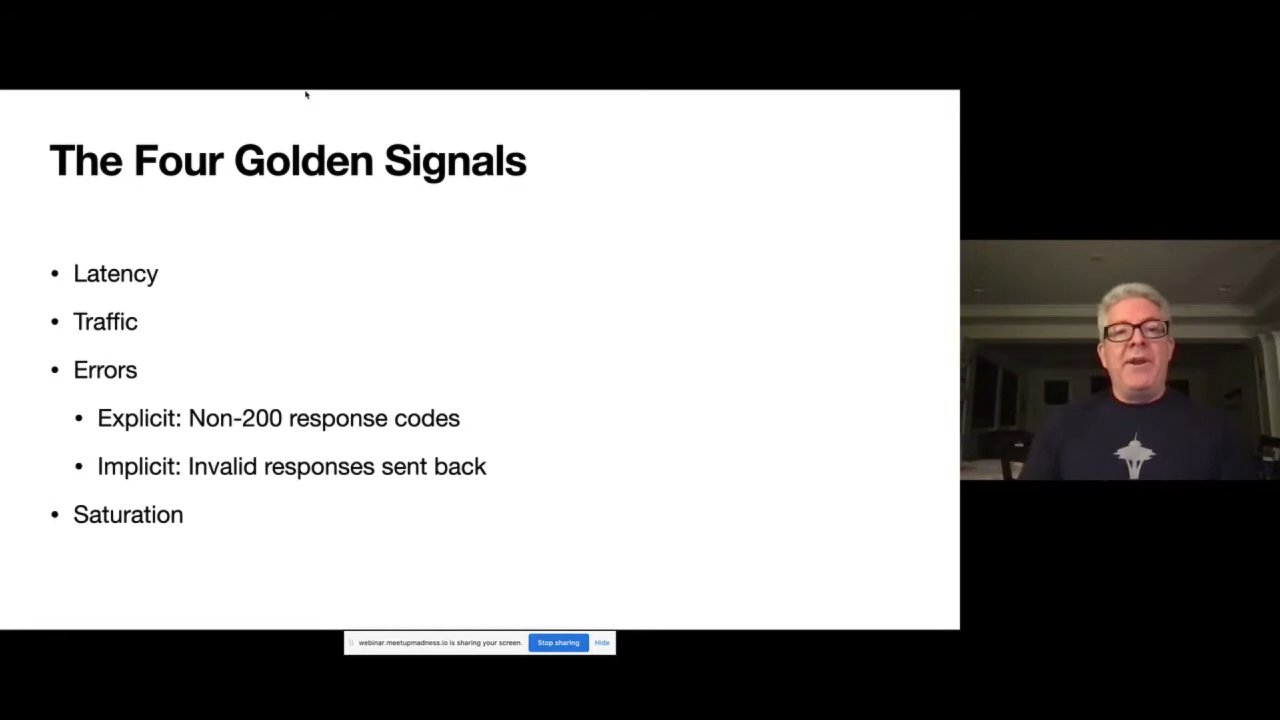 The Four Golden Signals
• Latency
• Traffic
• Errors
• Explicit: Non-200 response codes
• Implicit: Invalid responses sent back
• Saturation
webinar.meetupmadness.io is sharing your screen. Stop sharing Hide